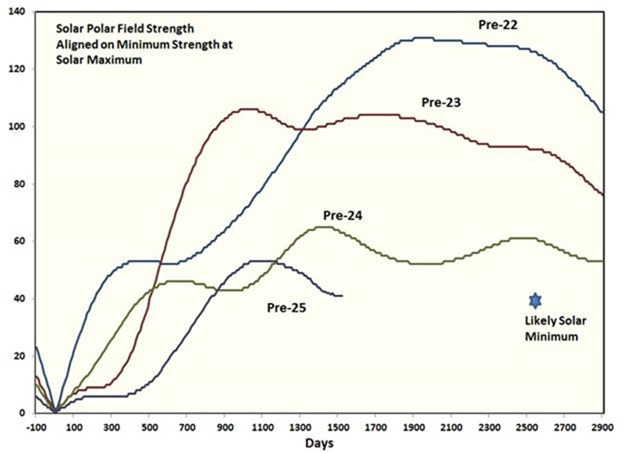 Solar Polar Field Strength
Aligned on Minimum Strength at
Solar Maximum
Pre-22
Pre-23
Pre-24
Pre-25
Likely Solar
Minimum
140
120
100
80
60
40
20
0
-100 100 300 500 700 900 1100 1300 1500 1700 1900 2100 2300 2500 2700 2900
Days